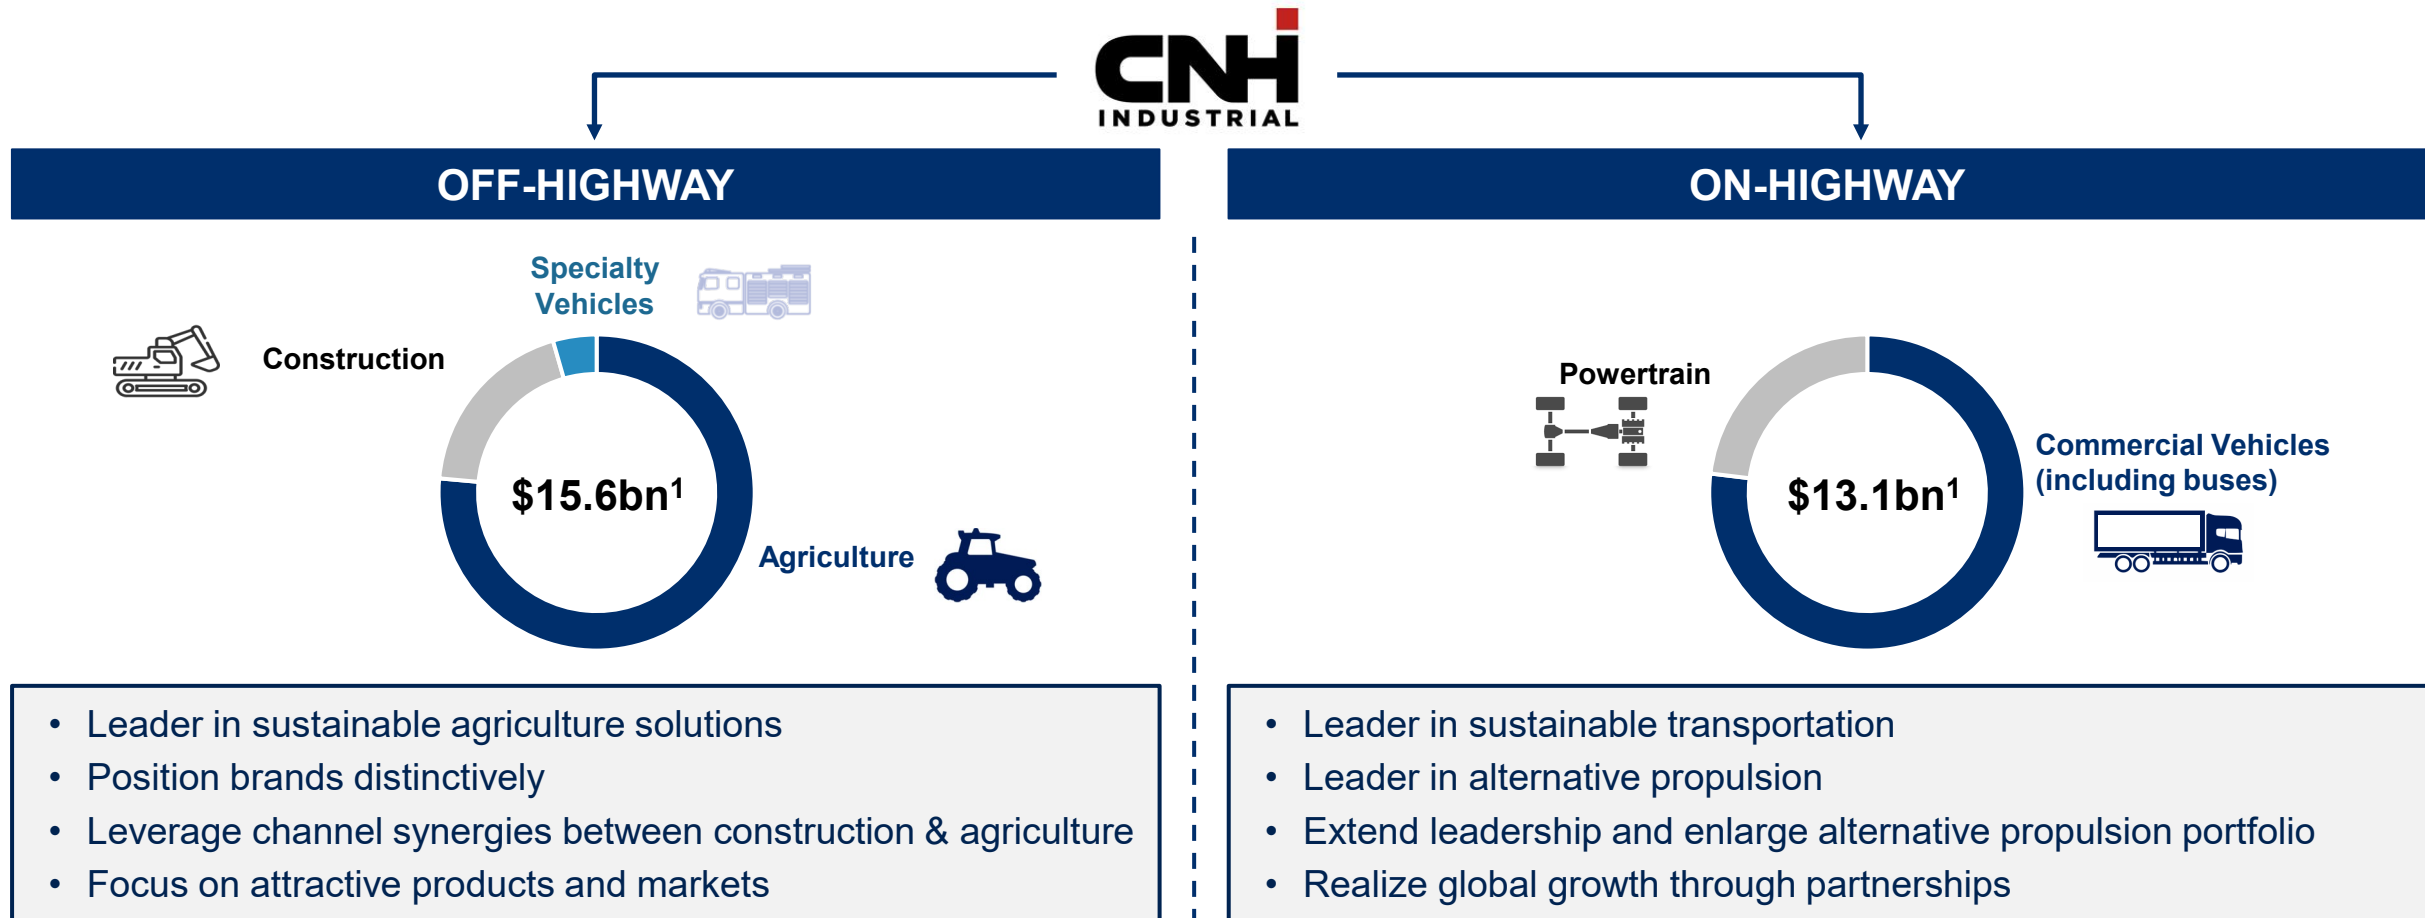 CNH
INDUSTRIAL
OFF-HIGHWAY
Specialty
Vehicles
Construction
$15.6bn¹
Agriculture
• Leader in sustainable agriculture solutions
• Position brands distinctively
• Leverage channel synergies between construction & agriculture
• Focus on attractive products and markets
ON-HIGHWAY
Powertrain
$13.1bn¹
Commercial Vehicles
(including buses)
• Leader in sustainable transportation
• Leader in alternative propulsion
• Extend leadership and enlarge alternative propulsion portfolio
• Realize global growth through partnerships